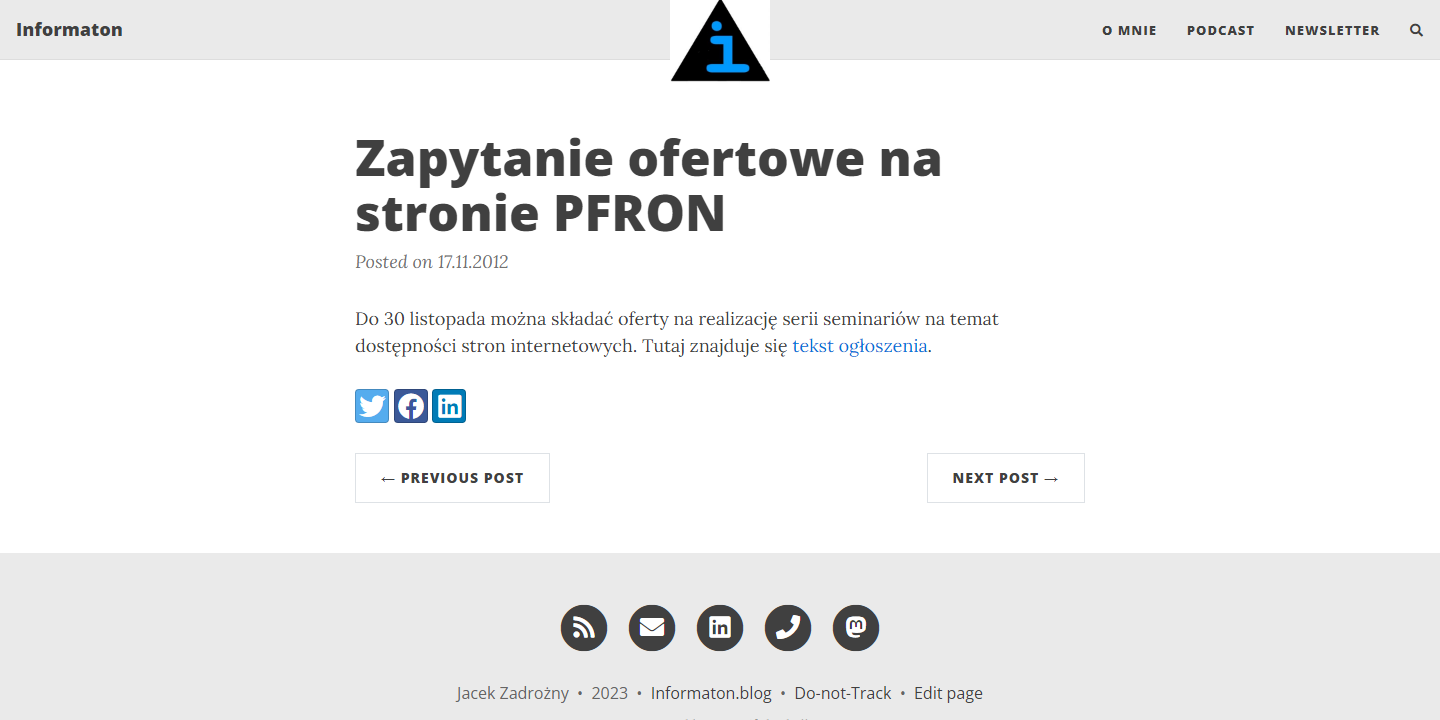 Informaton
i
O MNIE
PODCAST
NEWSLETTER
Zapytanie ofertowe na
stronie PFRON
Posted on 17.11.2012
Do 30 listopada można składać oferty na realizację serii seminariów na temat
dostępności stron internetowych. Tutaj znajduje się tekst ogłoszenia.
← PREVIOUS POST
NEXT POST →
Jacek Zadrożny • 2023 • Informaton.blog • Do-not-Track • Edit page